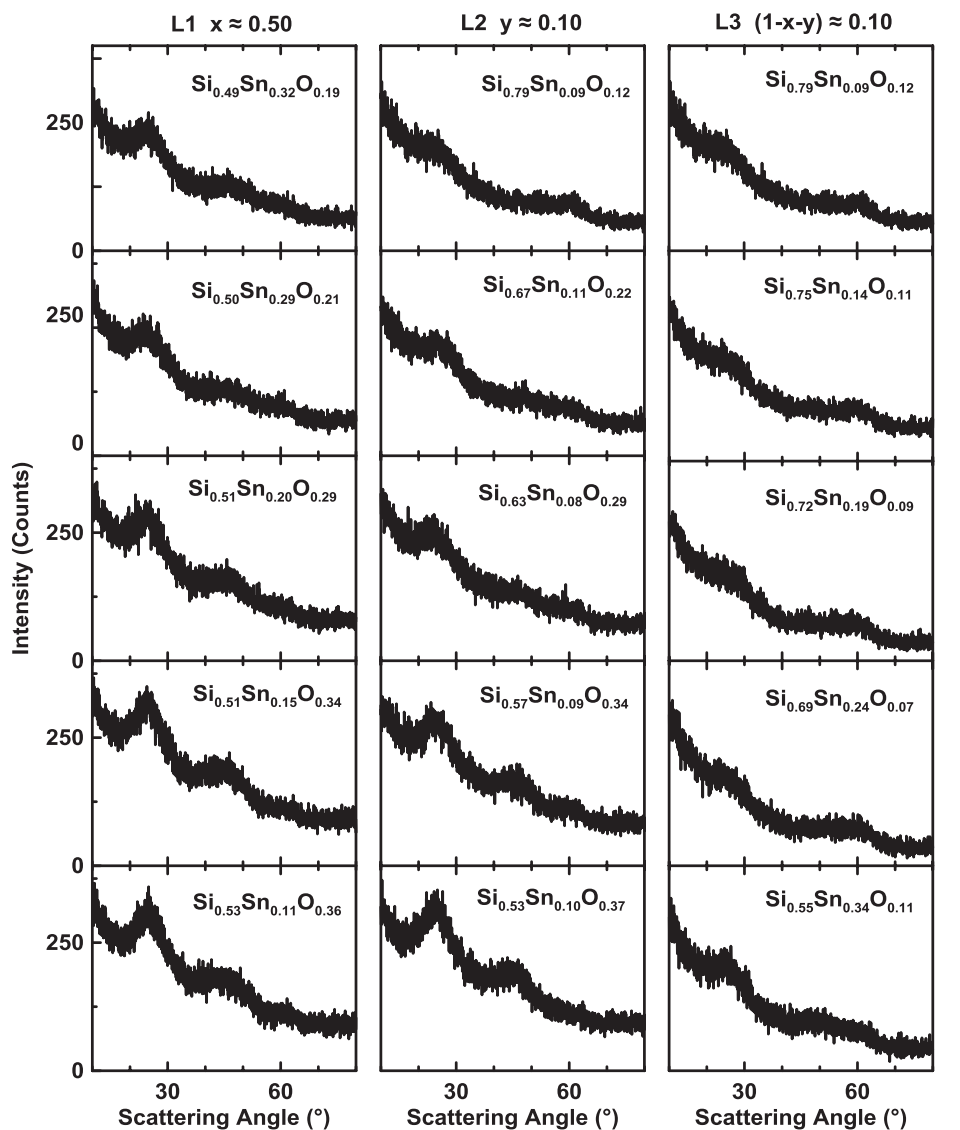 L1 x ≈ 0.50
L2 y ≈ 0.10
L3 (1-x-y) ≈ 0.10
Si0.49Sn0.32O0.19
Si0.79Sn0.09O0.12
Si0.79Sn0.09O0.12
250
0
Si0.50Sn0.29O0.21
Si0.67Sn0.11O0.22
Si0.75Sn0.14O0.11
250
0
Si0.51Sn0.20O0.29
Si0.63Sn0.08O0.29
Si0.72Sn0.19O0.09
250
0
Intensity (Counts)
Si0.51Sn0.15O0.34
Si0.57Sn0.09O0.34
Si0.69Sn0.24O0.07
250
0
Si0.53Sn0.11O0.36
Si0.53Sn0.10O0.37
Si0.55Sn0.34O0.11
250
0
30 60
30 60
30 60
Scattering Angle (°)
Scattering Angle (°)
Scattering Angle (°)